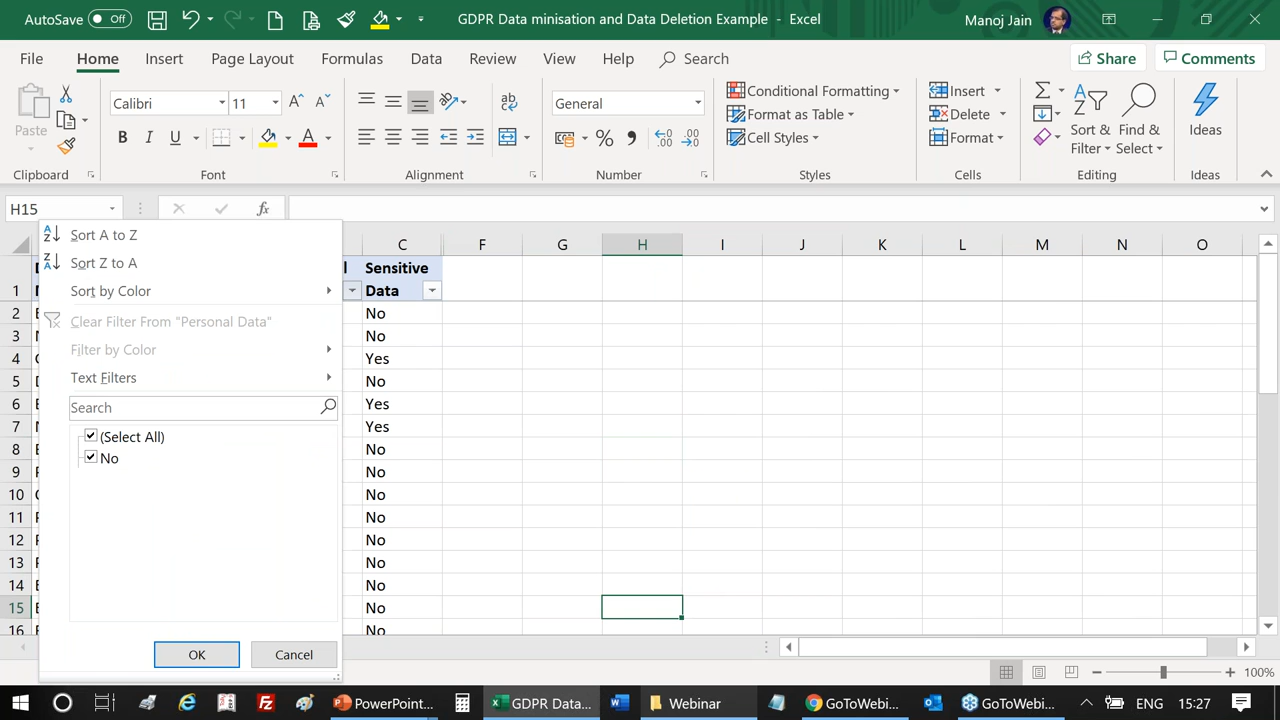 AutoSave Off GDPR Data minisation and Data Deletion Example - Excel Manoj Jain
File Home Insert Page Layout Formulas Data Review View Help Search Share Comments
Paste Calibri 11 B I U A ab General % Conditional Formatting Format as Table Cell Styles Insert Delete Format Sort & Filter Find & Select Ideas
Clipboard Font Alignment Number Styles Cells Editing Ideas
H15 fx
Sort A to Z
Sort Z to A
Sort by Color
Clear Filter From "Personal Data"
Filter by Color
Text Filters
Search
(Select All)
No
OK Cancel
C F G H I J K L M N O
Sensitive
1 Data
2 No
3 No
4 Yes
5 No
6 Yes
7 Yes
8 No
9 No
10 No
11 No
12 No
13 No
14 No
15 No
16 No
100%
PowerPoint... GDPR Data... Webinar GoToWebi... GoToWebi... ENG 15:27